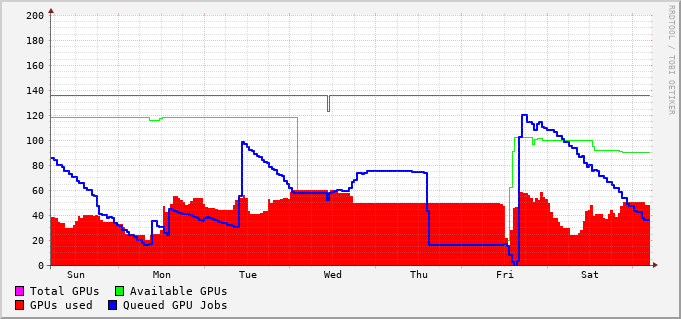 RRDTOOL / TOBI OETIKER
200
180
160
140
120
100
80
60
40
20
0
Sun Mon Tue Wed Thu Fri Sat
Total GPUs Available GPUs
GPUs used Queued GPU Jobs